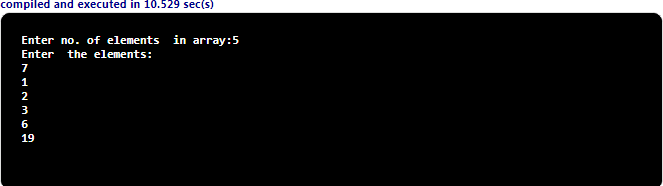 compiled and executed in 10.529 sec(s)
Enter no. of elements  in array:5
Enter  the elements:
7
1
2
3
6
19